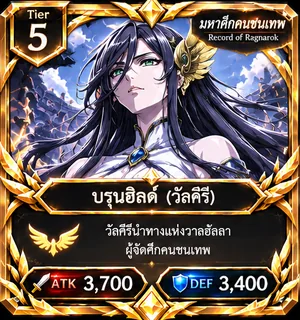 Tier
5
มหาศึกคนชนเทพ
Record of Ragnarok
บรุนฮิลด์ (วัลคีรี)
วัลคีรีนำทางแห่งวาลฮัลลา
ผู้จัดศึกคนชนเทพ
ATK 3,700
DEF 3,400